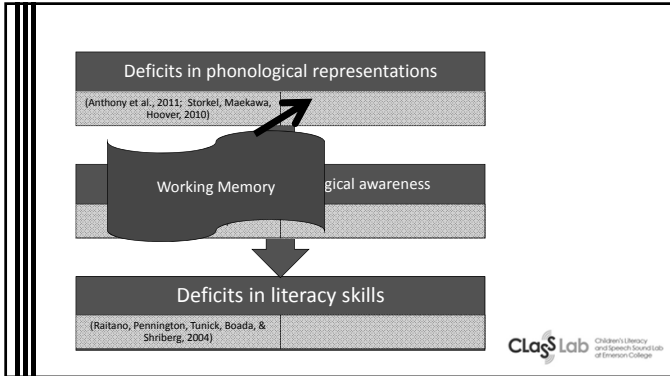 Deficits in phonological representations
(Anthony et al., 2011; Storkel, Maekawa,
Hoover, 2010)
Working Memory
gical awareness
Deficits in literacy skills
(Raitano, Pennington, Tunick, Boada, &
Shriberg, 2004)
ClaSS Lab
Children's Literacy
and Speech Sound Lab
of Emerson College